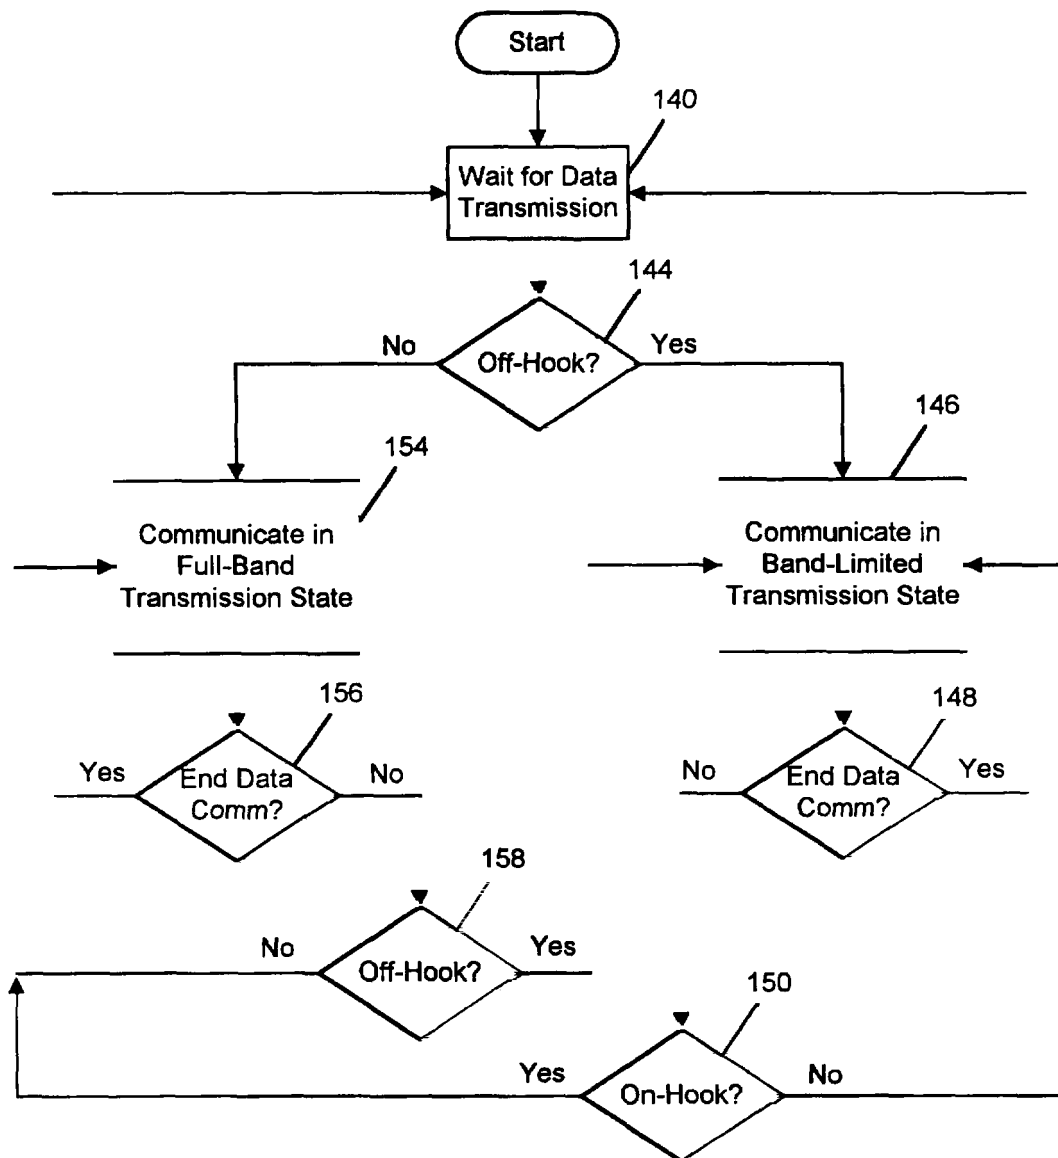 Start
140
Wait for Data
Transmission
144
No
Off-Hook?
Yes
146
154
Communicate in
Full-Band
Transmission State
Communicate in
Band-Limited
Transmission State
156
Yes
End Data
Comm?
No
148
No
End Data
Comm?
Yes
158
No
Off-Hook?
Yes
150
Yes
On-Hook?
No